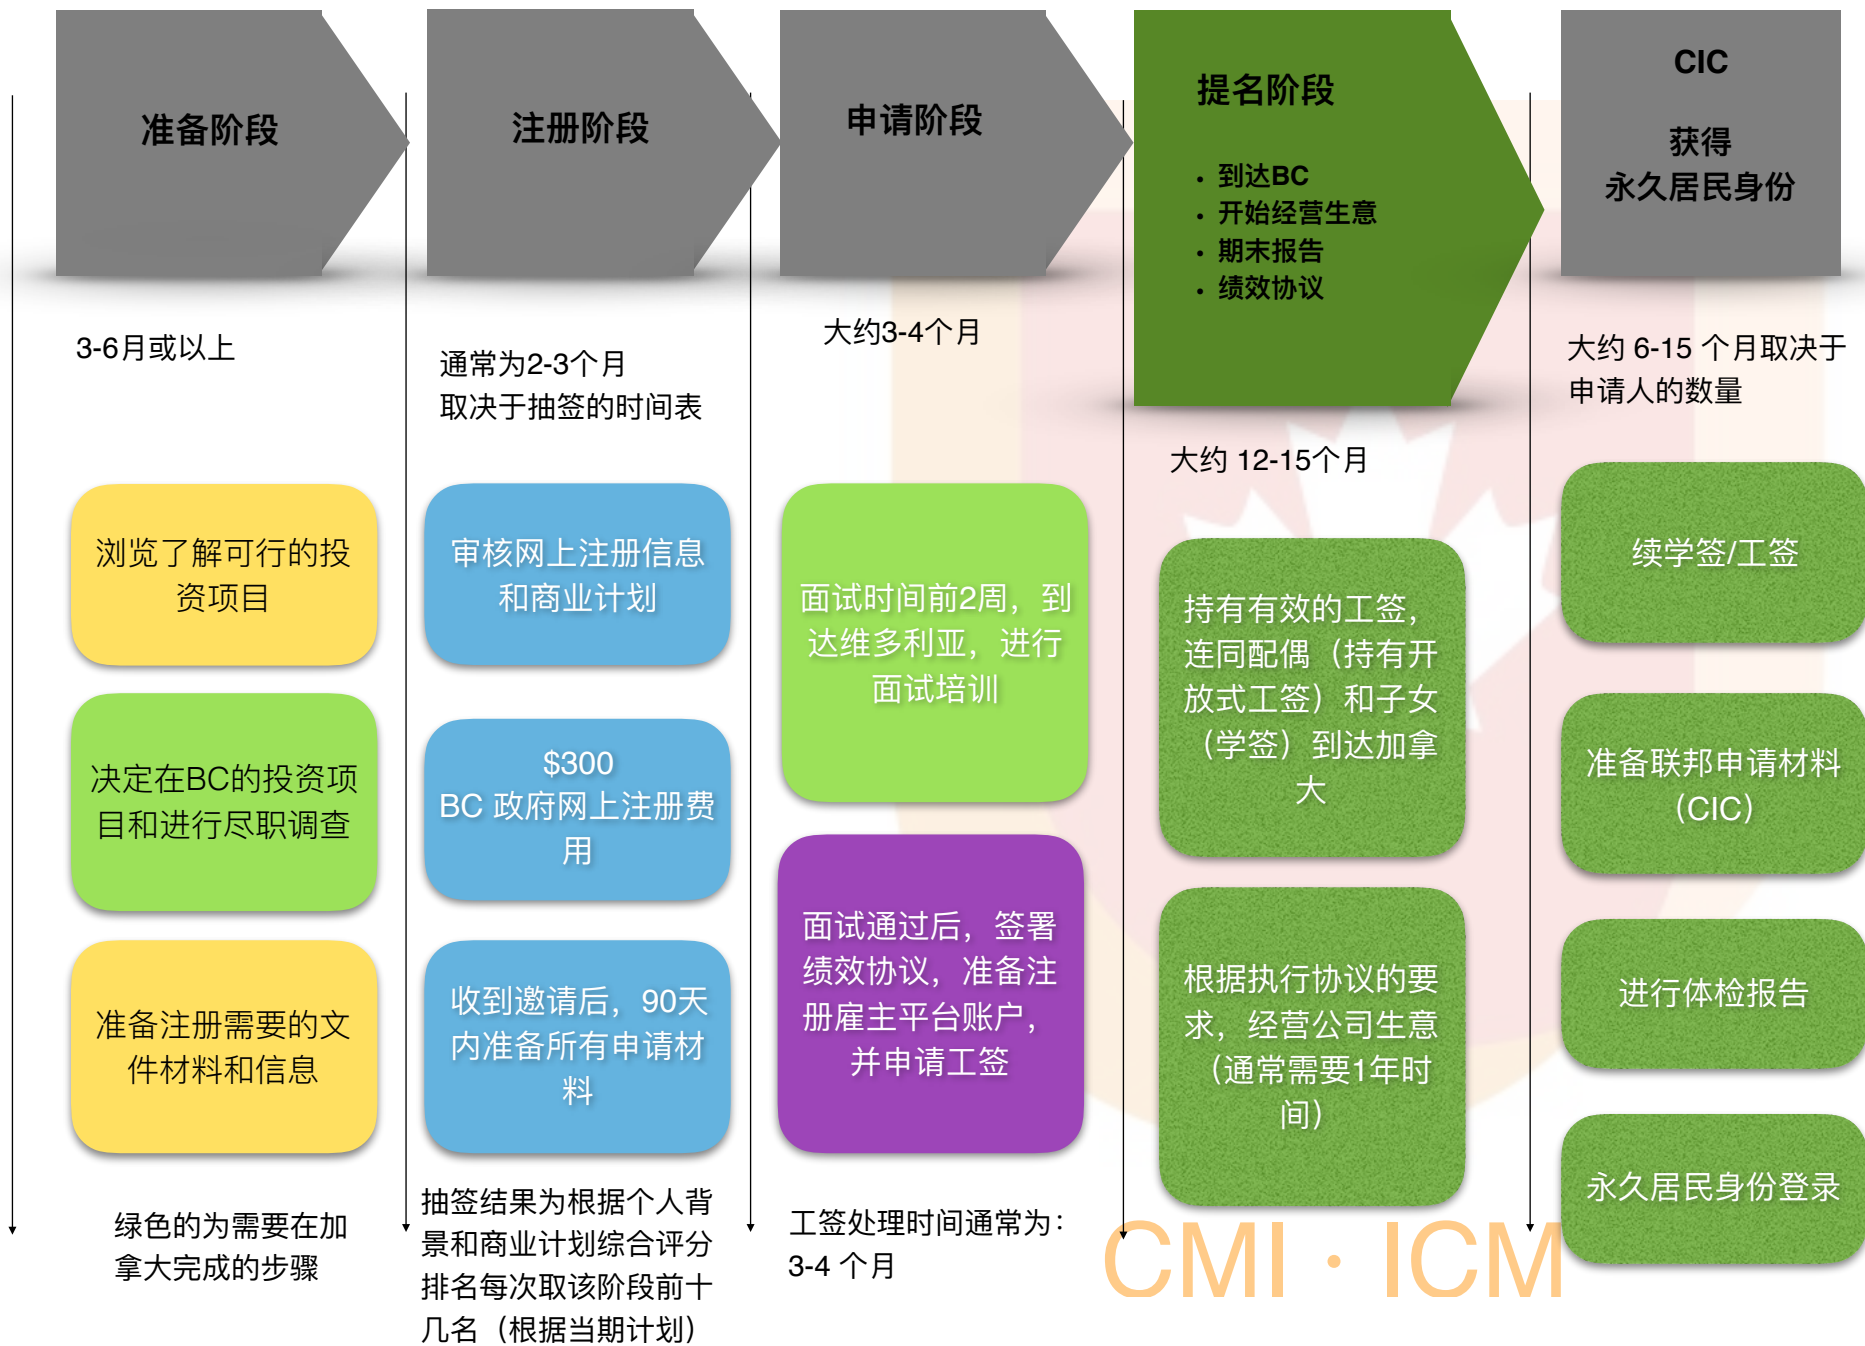 准备阶段
3-6月或以上
浏览了解可行的投
资项目
决定在BC的投资项
目和进行尽职调查
准备注册需要的文
件材料和信息
绿色的为需要在加
拿大完成的步骤
注册阶段
通常为2-3个月
取决于抽签的时间表
审核网上注册信息
和商业计划
$300
BC 政府网上注册费
用
收到邀请后，90天
内准备所有申请材
料
抽签结果为根据个人背
景和商业计划综合评分
排名每次取该阶段前十
几名（根据当期计划）
申请阶段
大约3-4个月
面试时间前2周，到
达维多利亚，进行
面试培训
面试通过后，签署
绩效协议，准备注
册雇主平台账户，
并申请工签
工签处理时间通常为：
3-4 个月
提名阶段
• 到达BC
• 开始经营生意
• 期末报告
• 绩效协议
大约 12-15个月
持有有效的工签，
连同配偶（持有开
放式工签）和子女
（学签）到达加拿
大
根据执行协议的要
求，经营公司生意
（通常需要1年时
间）
CIC
获得
永久居民身份
大约 6-15 个月取决于
申请人的数量
续学签/工签
准备联邦申请材料
（CIC）
进行体检报告
永久居民身份登录
CMI · ICM